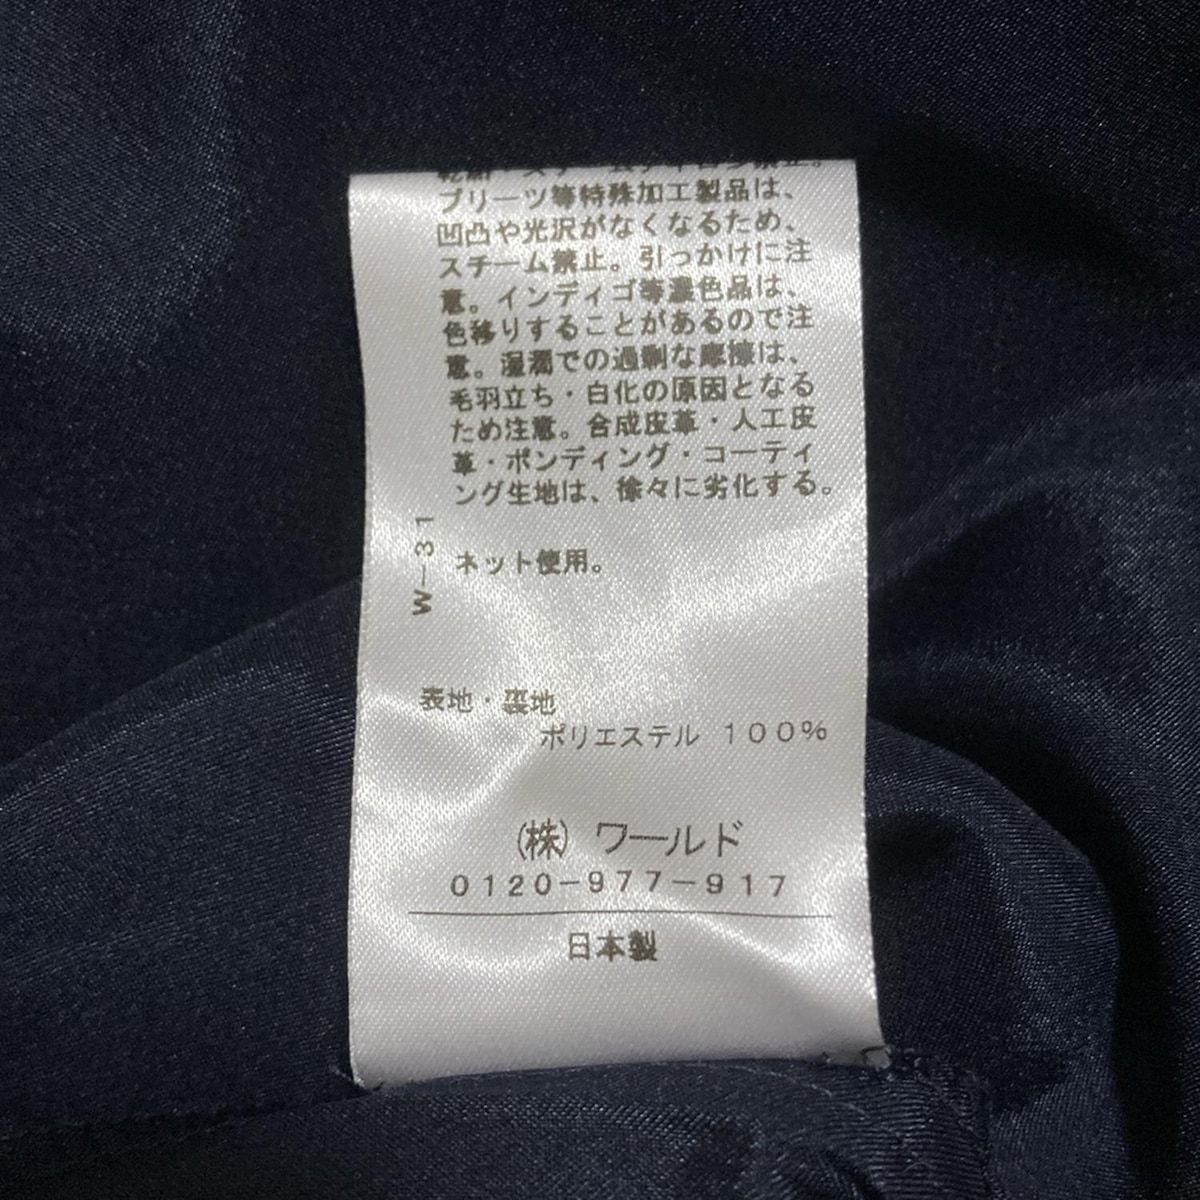 プリーツ等特殊加工製品は、
凹凸や光沢がなくなるため、
スチーム禁止。引っかけに注
意。インディゴ等濃色品は、
色移りすることがあるので注
意。湿潤での過剰な摩擦は、
毛羽立ち・白化の原因となる
ため注意。合成皮革・人工皮
革・ボンディング・コーティ
ング生地は、徐々に劣化する。
W-31
ネット使用。
表地・裏地
ポリエステル 100%
(株) ワールド
0120-977-917
日本製